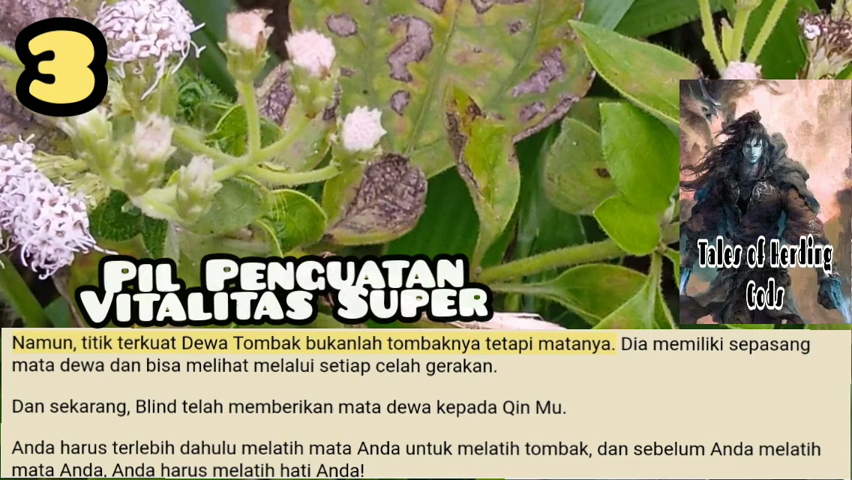 3
Tales of Herding
Gods
PIL PENGUATAN
VITALITAS SUPER
Namun, titik terkuat Dewa Tombak bukanlah tombaknya tetapi matanya. Dia memiliki sepasang
mata dewa dan bisa melihat melalui setiap celah gerakan.
Dan sekarang, Blind telah memberikan mata dewa kepada Qin Mu.
Anda harus terlebih dahulu melatih mata Anda untuk melatih tombak, dan sebelum Anda melatih
mata Anda, Anda harus melatih hati Anda!